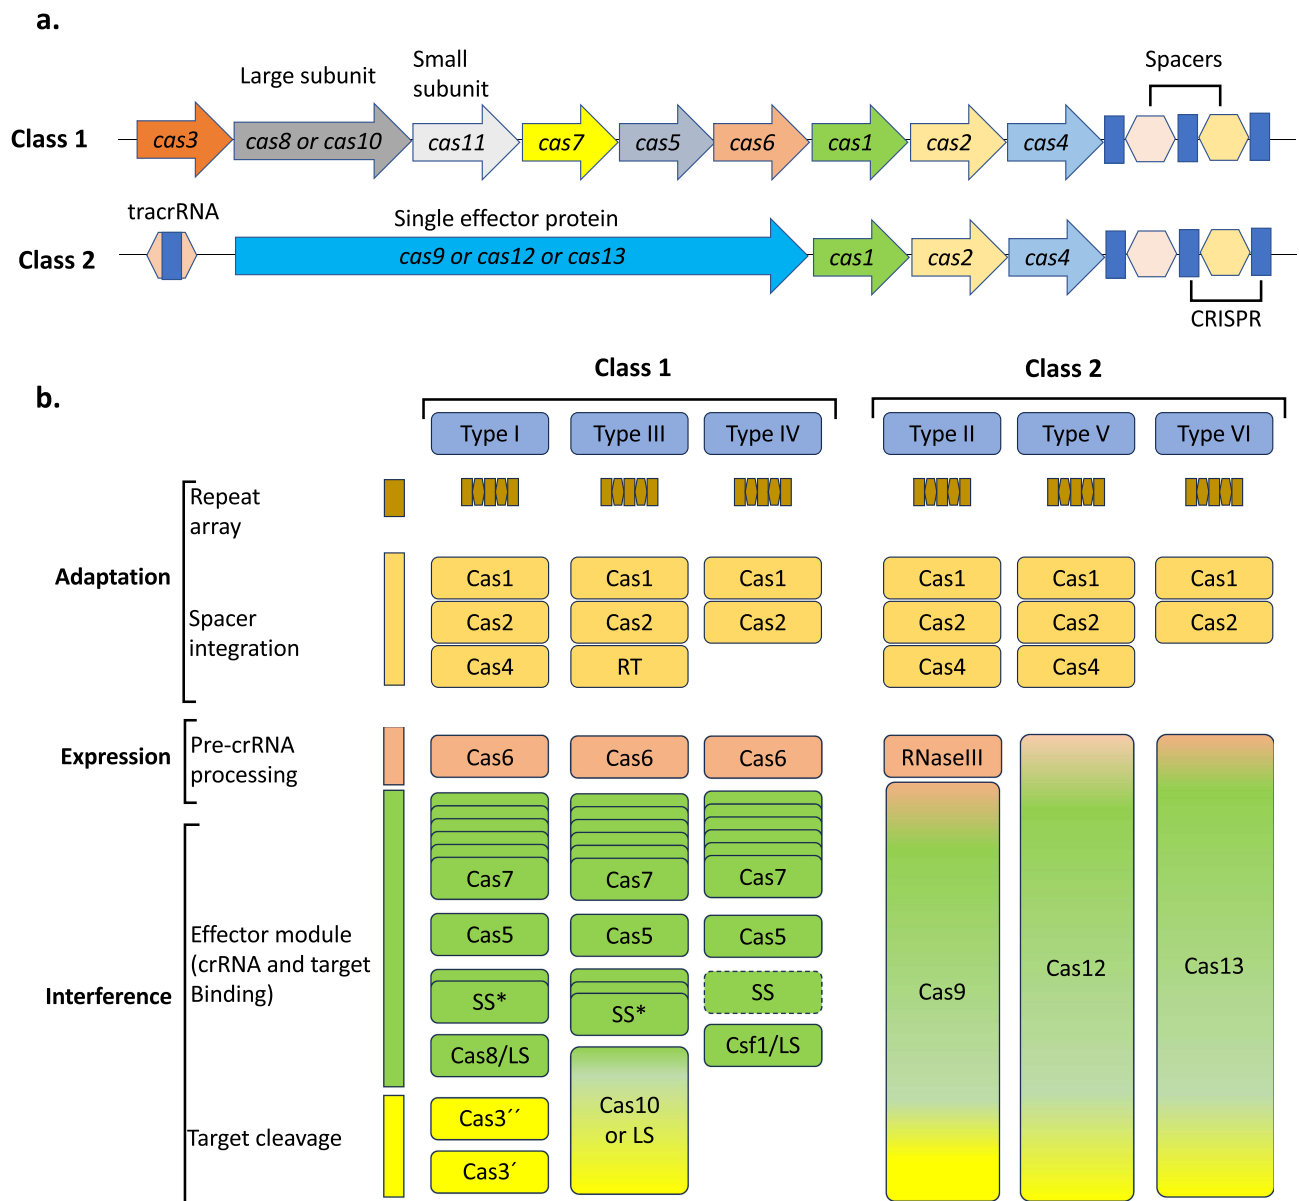 a.
Large subunit
Small
subunit
Spacers
Class 1
cas3
cas8 or cas10
cas11
cas7
cas5
cas6
cas1
cas2
cas4
tracrRNA
Single effector protein
Class 2
cas9 or cas12 or cas13
cas1
cas2
cas4
CRISPR
b.
Class 1
Class 2
Type I
Type III
Type IV
Type II
Type V
Type VI
Adaptation
Repeat
array
Spacer
integration
Cas1
Cas1
Cas1
Cas1
Cas1
Cas1
Cas2
Cas2
Cas2
Cas2
Cas2
Cas2
Cas4
RT
Cas4
Cas4
Expression
Pre-crRNA
processing
Cas6
Cas6
Cas6
RNaseIII
Interference
Effector module
(crRNA and target
Binding)
Cas7
Cas7
Cas7
Cas5
Cas5
Cas5
SS*
SS*
SS
Cas8/LS
Csf1/LS
Cas9
Cas12
Cas13
Target cleavage
Cas3´´
Cas10
or LS
Cas3´